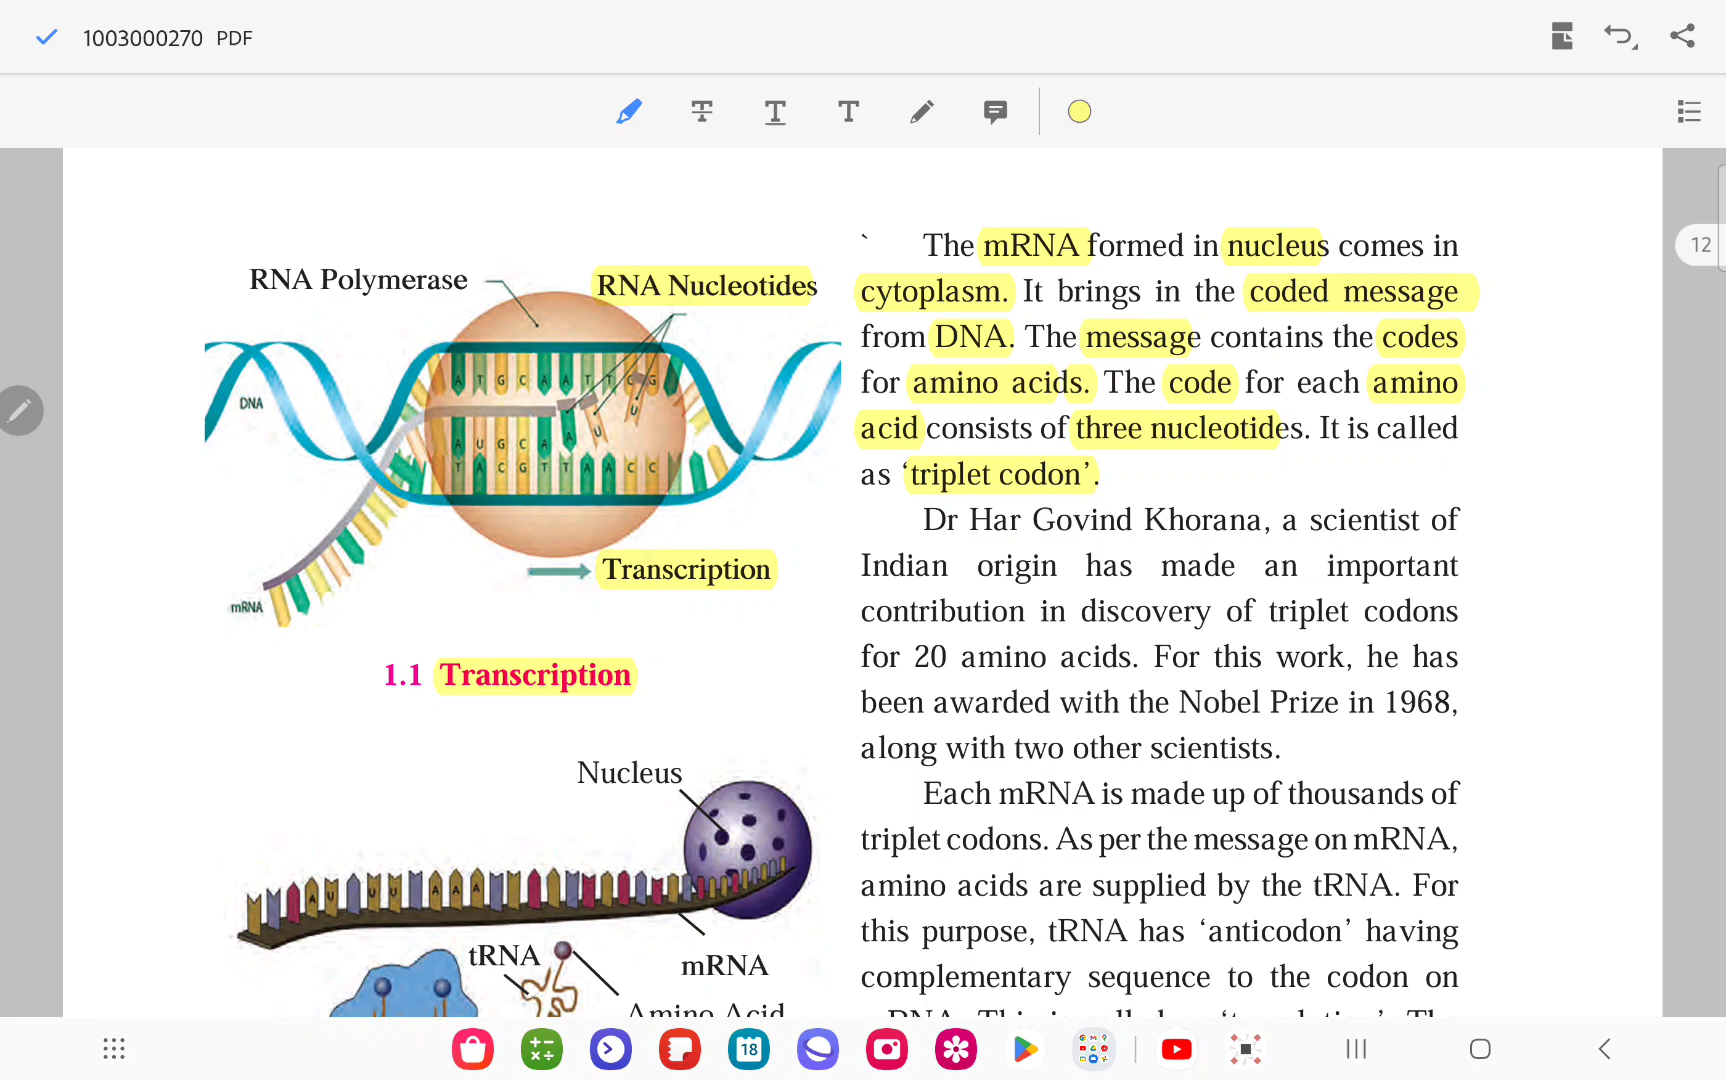 1003000270 PDF
12
RNA Polymerase
RNA Nucleotides
DNA
A T G C A A T T C G
U
A U G C A A U
T A C G T T A A C C
mRNA
Transcription
1.1 Transcription
Nucleus
A U U U A A A
tRNA
mRNA
Amino Acid
` The mRNA formed in nucleus comes in
cytoplasm. It brings in the coded message
from DNA. The message contains the codes
for amino acids. The code for each amino
acid consists of three nucleotides. It is called
as ‘triplet codon’.
Dr Har Govind Khorana, a scientist of
Indian origin has made an important
contribution in discovery of triplet codons
for 20 amino acids. For this work, he has
been awarded with the Nobel Prize in 1968,
along with two other scientists.
Each mRNA is made up of thousands of
triplet codons. As per the message on mRNA,
amino acids are supplied by the tRNA. For
this purpose, tRNA has ‘anticodon’ having
complementary sequence to the codon on
18